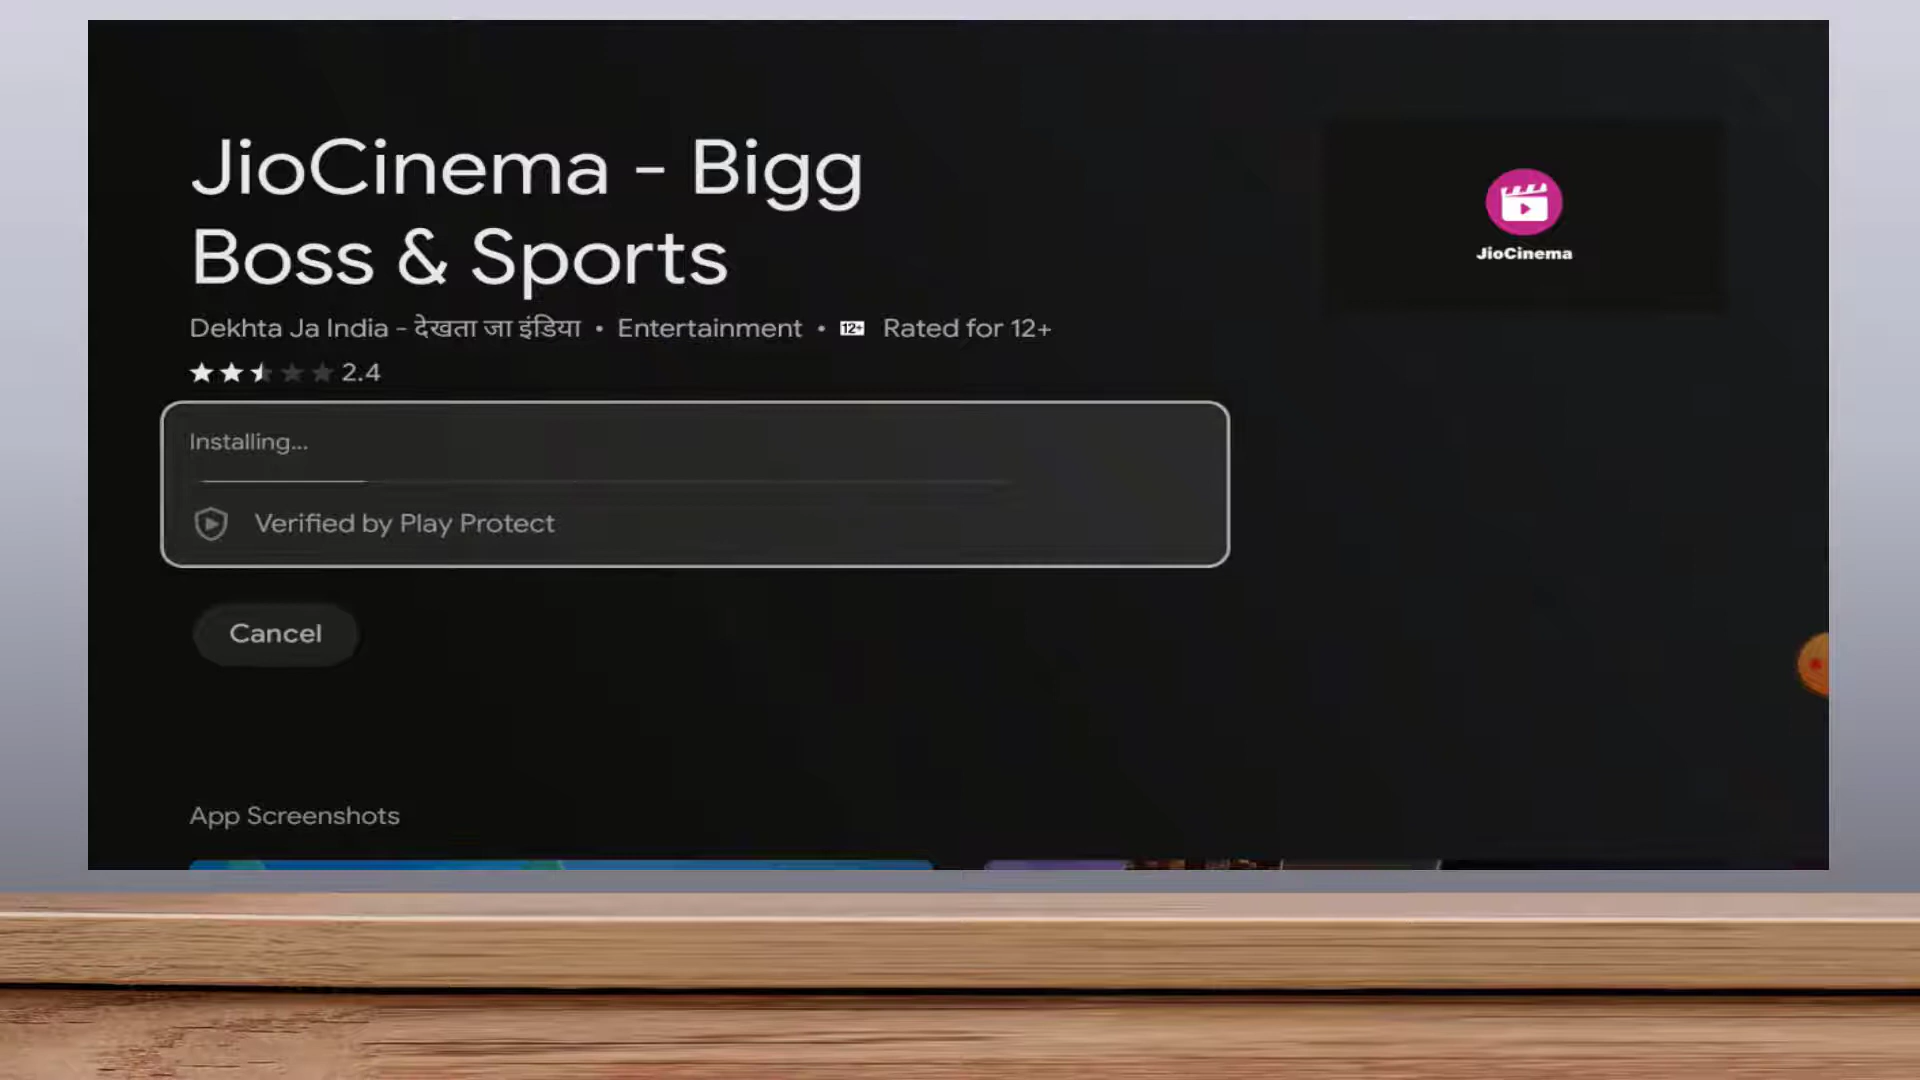 JioCinema - Bigg
Boss & Sports
JioCinema
Dekhta Ja India - देखता जा इंडिया • Entertainment • 12+ Rated for 12+
2.4
Installing...
Verified by Play Protect
Cancel
App Screenshots